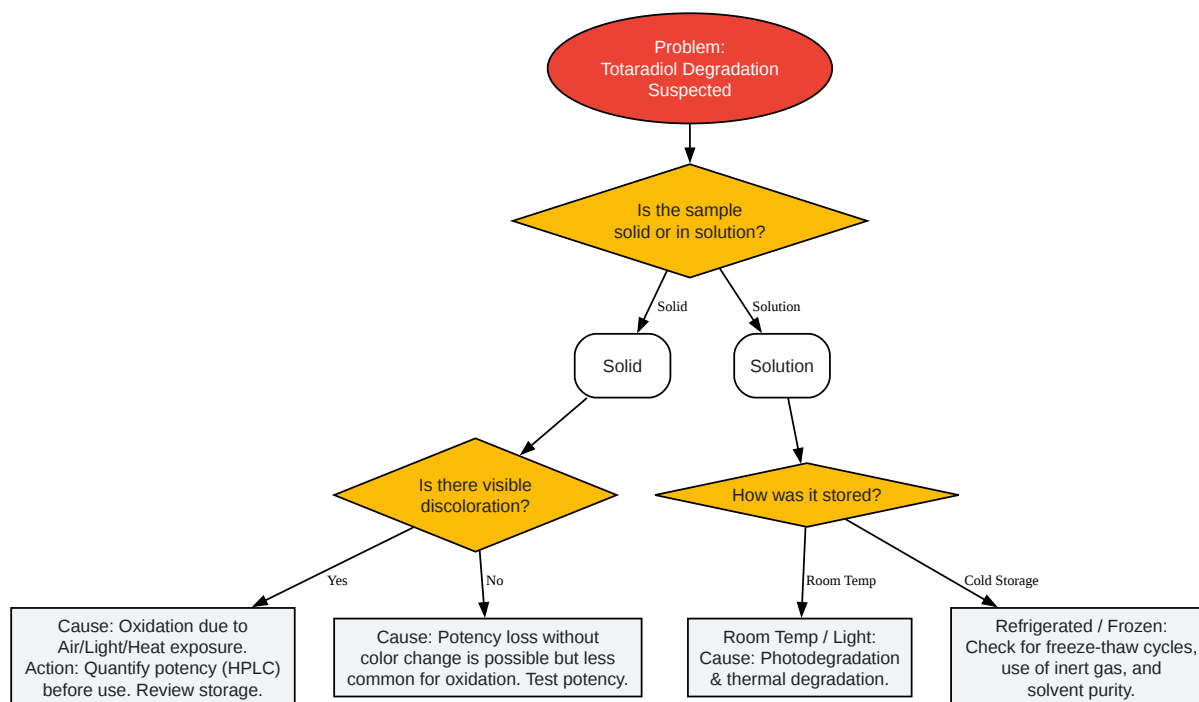 Problem:
Totaradiol Degradation
Suspected
Is the sample
solid or in solution?
Solid
Solution
Solid
Solution
Is there visible
discoloration?
How was it stored?
Yes
No
Room Temp
Cold Storage
Cause: Oxidation due to
Air/Light/Heat exposure.
Action: Quantify potency (HPLC)
before use. Review storage.
Cause: Potency loss without
color change is possible but less
common for oxidation. Test potency.
Room Temp / Light:
Cause: Photodegradation
& thermal degradation.
Refrigerated / Frozen:
Check for freeze-thaw cycles,
use of inert gas, and
solvent purity.